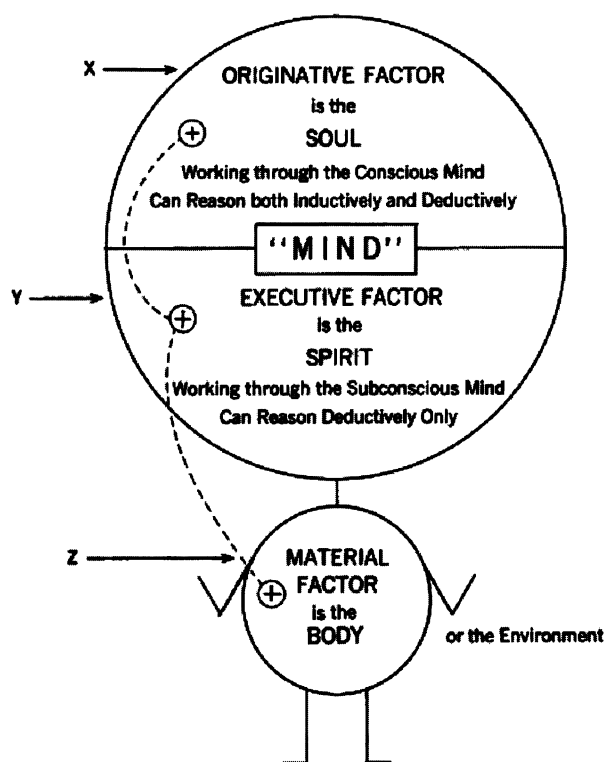 X
ORIGINATIVE FACTOR
is the
SOUL
Working through the Conscious Mind
Can Reason both Inductively and Deductively
"MIND"
Y
EXECUTIVE FACTOR
is the
SPIRIT
Working through the Subconscious Mind
Can Reason Deductively Only
Z
MATERIAL
FACTOR
is the
BODY
or the Environment